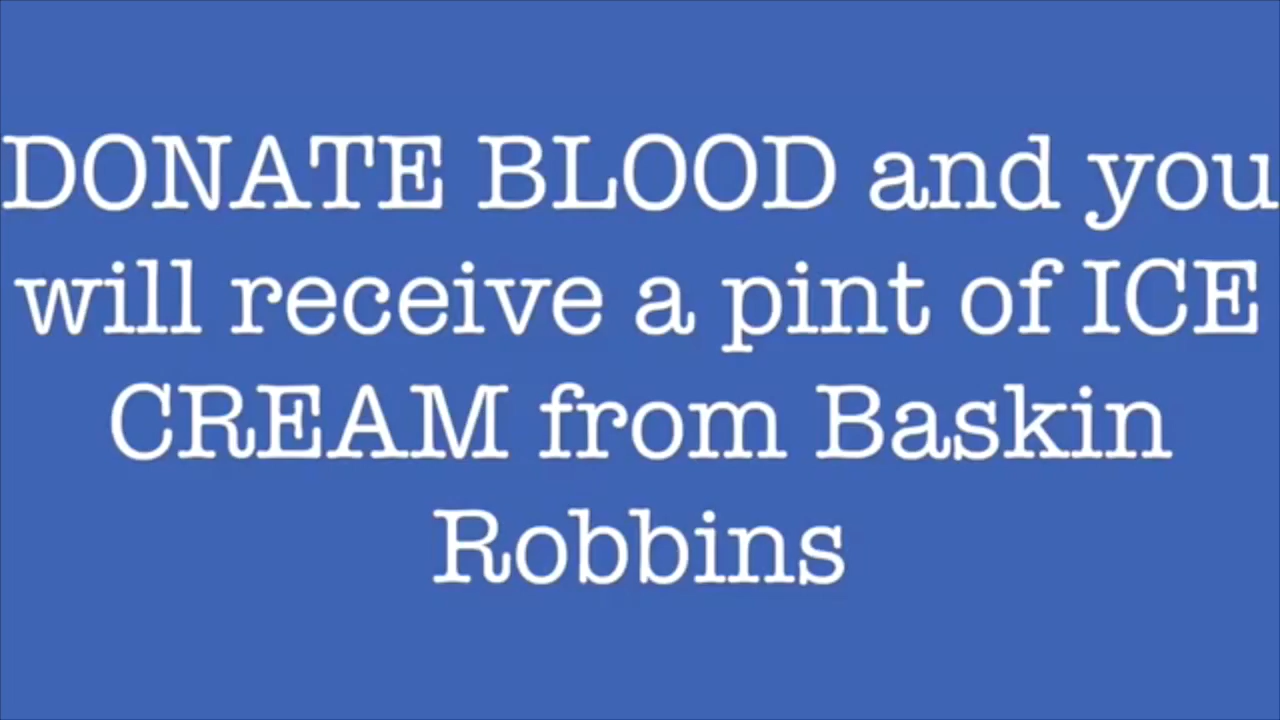 DONATE BLOOD and you
will receive a pint of ICE
CREAM from Baskin
Robbins